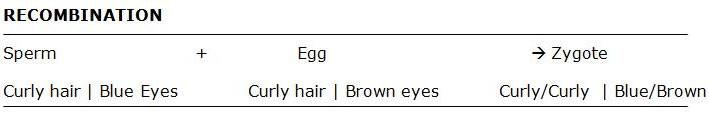 RECOMBINATION
Sperm + Egg → Zygote
Curly hair | Blue Eyes Curly hair | Brown eyes Curly/Curly | Blue/Brown